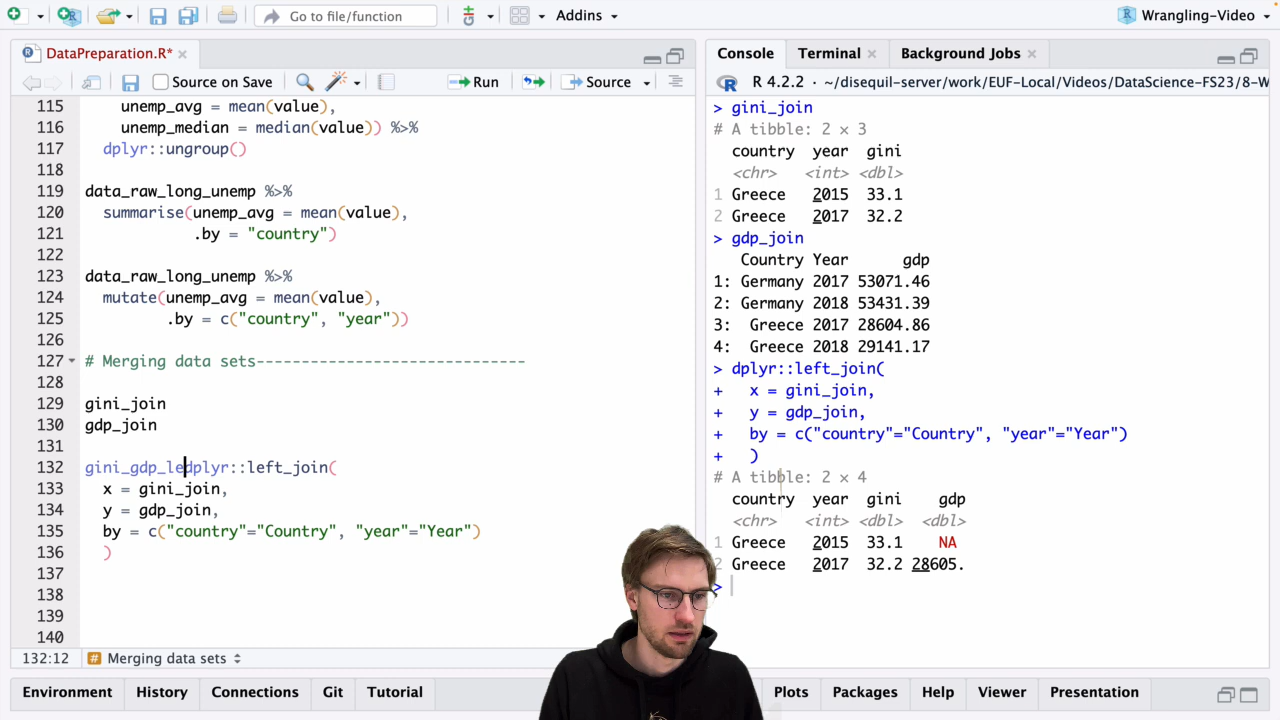 Go to file/function
Addins
Wrangling-Video
DataPreparation.R*
Source on Save
Run
Source
115 unemp_avg = mean(value),
116 unemp_median = median(value)) %>%
117 dplyr::ungroup()
118
119 data_raw_long_unemp %>%
120 summarise(unemp_avg = mean(value),
121 .by = "country")
122
123 data_raw_long_unemp %>%
124 mutate(unemp_avg = mean(value),
125 .by = c("country", "year"))
126
127 # Merging data sets------------------------------
128
129 gini_join
130 gdp_join
131
132 gini_gdp_ledplyr::left_join(
133 x = gini_join,
134 y = gdp_join,
135 by = c("country"="Country", "year"="Year")
136 )
137
138
139
140
132:12 # Merging data sets
Environment History Connections Git Tutorial
Console Terminal Background Jobs
R 4.2.2 · ~/disequil-server/work/EUF-Local/Videos/DataScience-FS23/8-W
> gini_join
# A tibble: 2 × 3
country year gini
<chr> <int> <dbl>
1 Greece 2015 33.1
2 Greece 2017 32.2
> gdp_join
Country Year gdp
1: Germany 2017 53071.46
2: Germany 2018 53431.39
3: Greece 2017 28604.86
4: Greece 2018 29141.17
> dplyr::left_join(
+ x = gini_join,
+ y = gdp_join,
+ by = c("country"="Country", "year"="Year")
+ )
# A tibble: 2 × 4
country year gini gdp
<chr> <int> <dbl> <dbl>
1 Greece 2015 33.1 NA
2 Greece 2017 32.2 28605.
>
Plots Packages Help Viewer Presentation